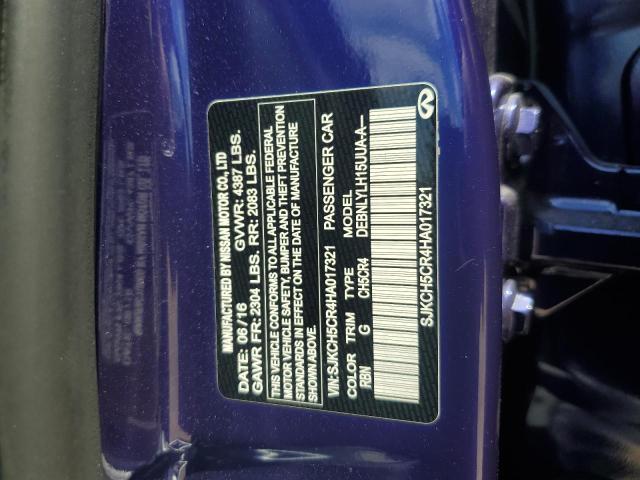 MANUFACTURED BY NISSAN MOTOR CO., LTD
DATE: 06 / 16 GVWR: 4387 LBS.
GAWR FR: 2304 LBS. RR: 2083 LBS.
THIS VEHICLE CONFORMS TO ALL APPLICABLE FEDERAL
MOTOR VEHICLE SAFETY, BUMPER AND THEFT PREVENTION
STANDARDS IN EFFECT ON THE DATE OF MANUFACTURE
SHOWN ABOVE.
VIN:SJKCH5CR4HA017321 PASSENGER CAR
COLOR TRIM TYPE MODEL
RBN G CH5CR4 DEBNLYLH15UUA-A—
SJKCH5CR4HA017321